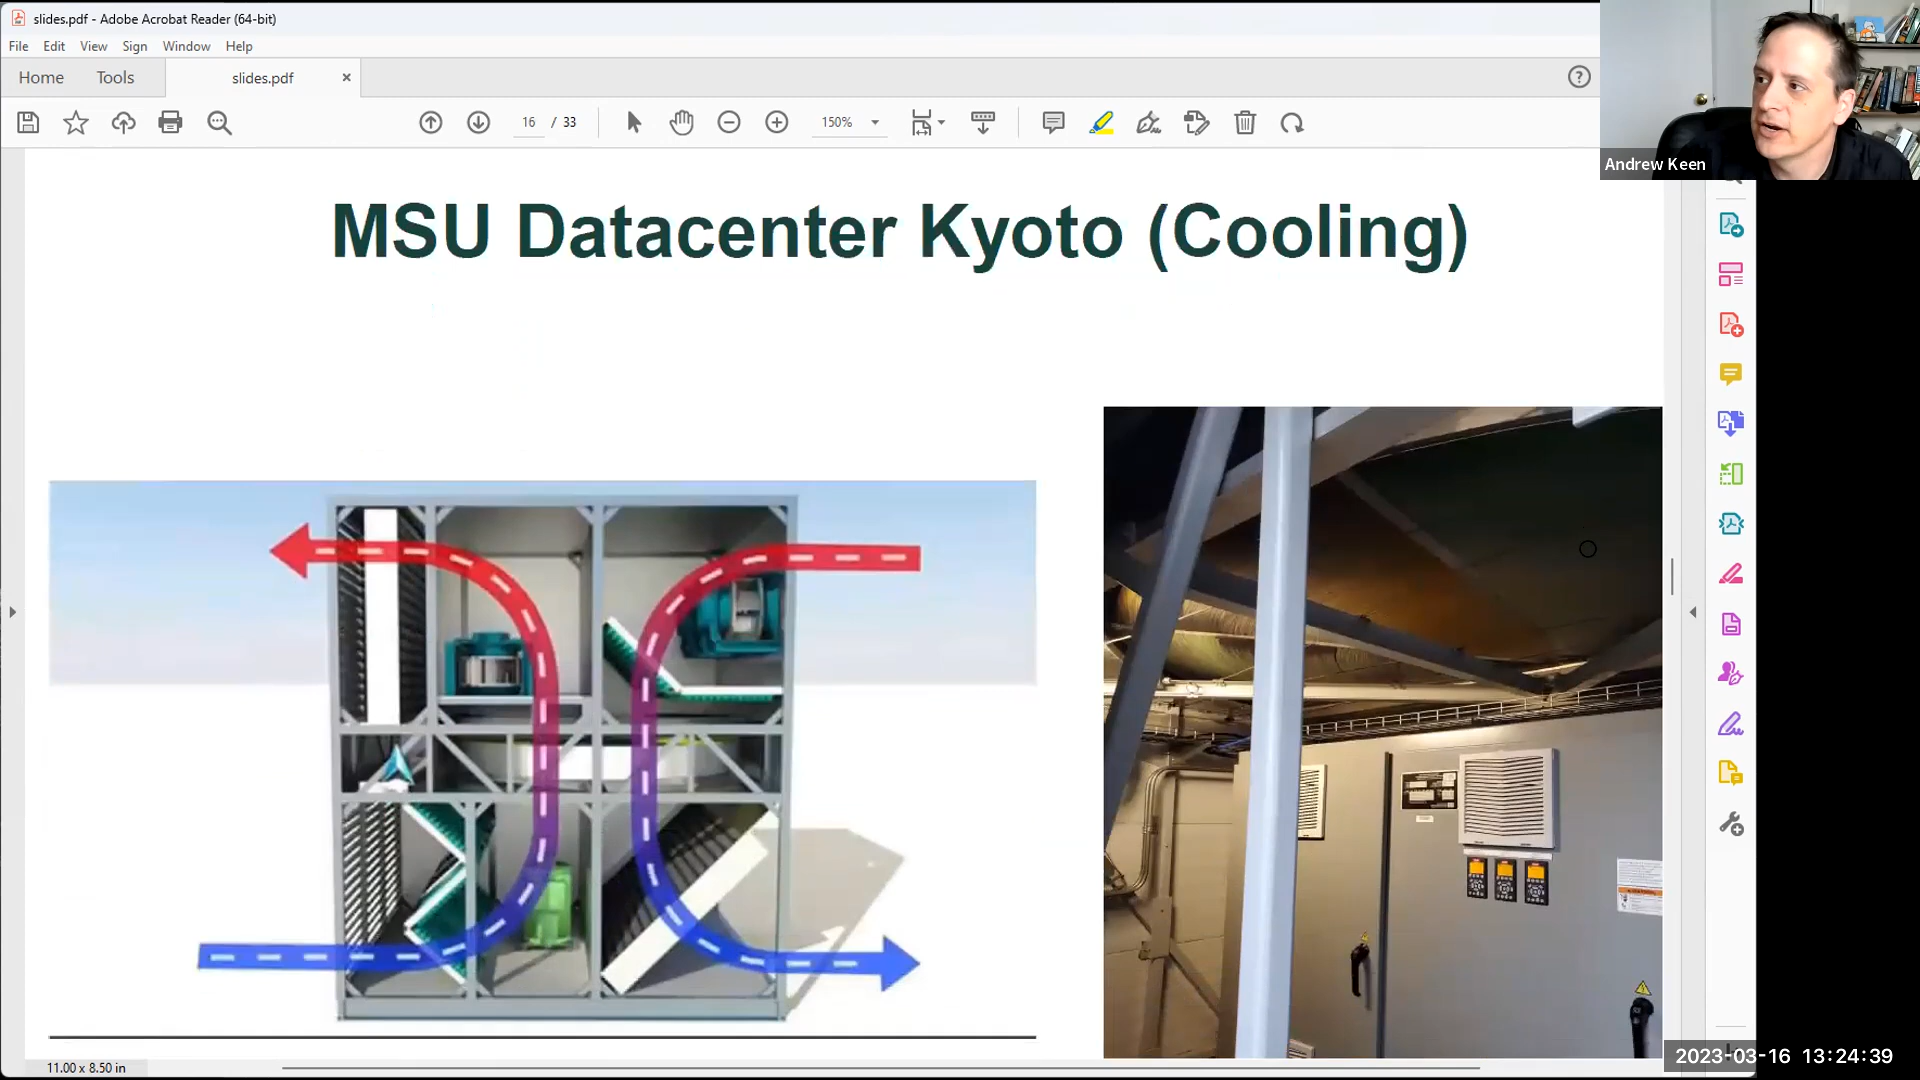 slides.pdf - Adobe Acrobat Reader (64-bit)
File Edit View Sign Window Help
Home Tools slides.pdf
16 / 33 150%
Andrew Keen
MSU Datacenter Kyoto (Cooling)
11.00 x 8.50 in
2023-03-16 13:24:39